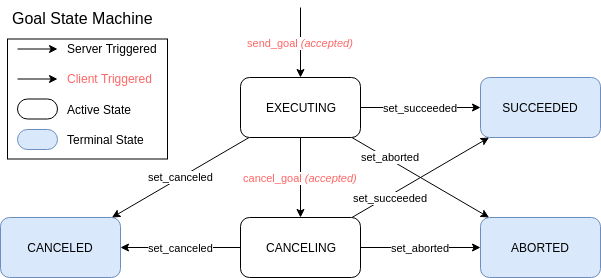 Goal State Machine
Server Triggered
Client Triggered
Active State
Terminal State
send_goal (accepted)
EXECUTING
set_succeeded
SUCCEEDED
set_aborted
set_canceled
cancel_goal (accepted)
set_succeeded
CANCELED
set_canceled
CANCELING
set_aborted
ABORTED